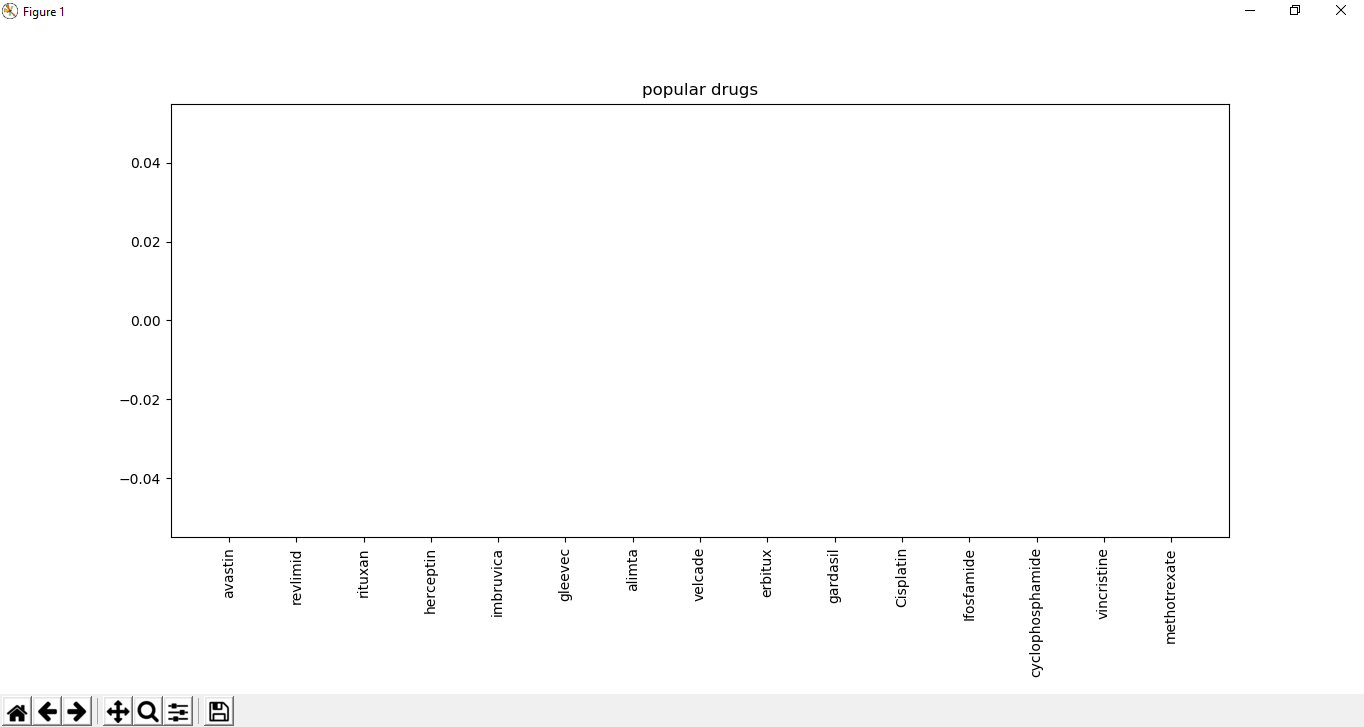 Figure 1
popular drugs
0.04
0.02
0.00
−0.02
−0.04
avastin
revlimid
rituxan
herceptin
imbruvica
gleevec
alimta
velcade
erbitux
gardasil
Cisplatin
Ifosfamide
cyclophosphamide
vincristine
methotrexate